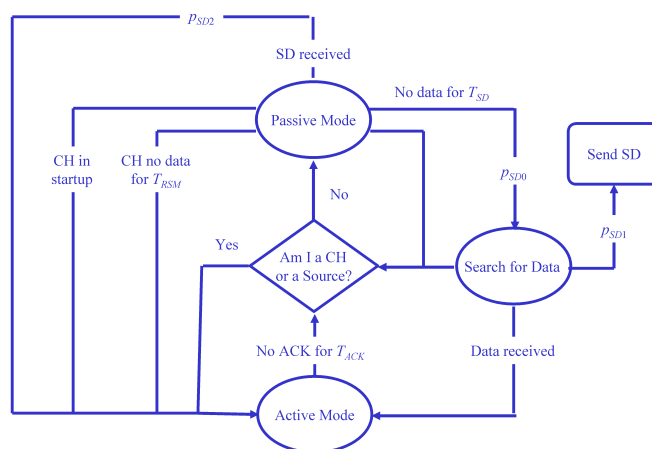 p_SD2
SD received
No data for T_SD
Passive Mode
CH in
startup
CH no data
for T_RSM
Send SD
p_SD0
No
p_SD1
Yes
Am I a CH
or a Source?
Search for Data
No ACK for T_ACK
Data received
Active Mode